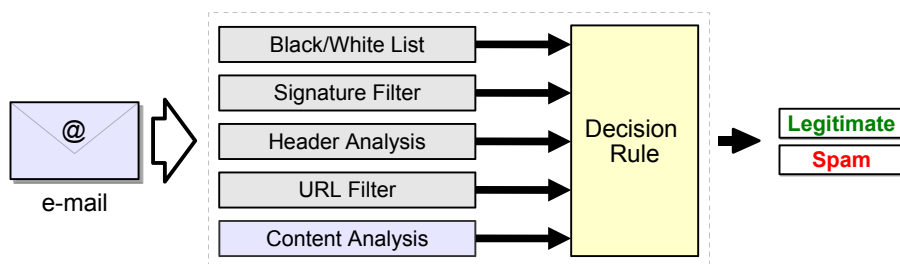 @
e-mail
Black/White List
Signature Filter
Header Analysis
URL Filter
Content Analysis
Decision
Rule
Legitimate
Spam